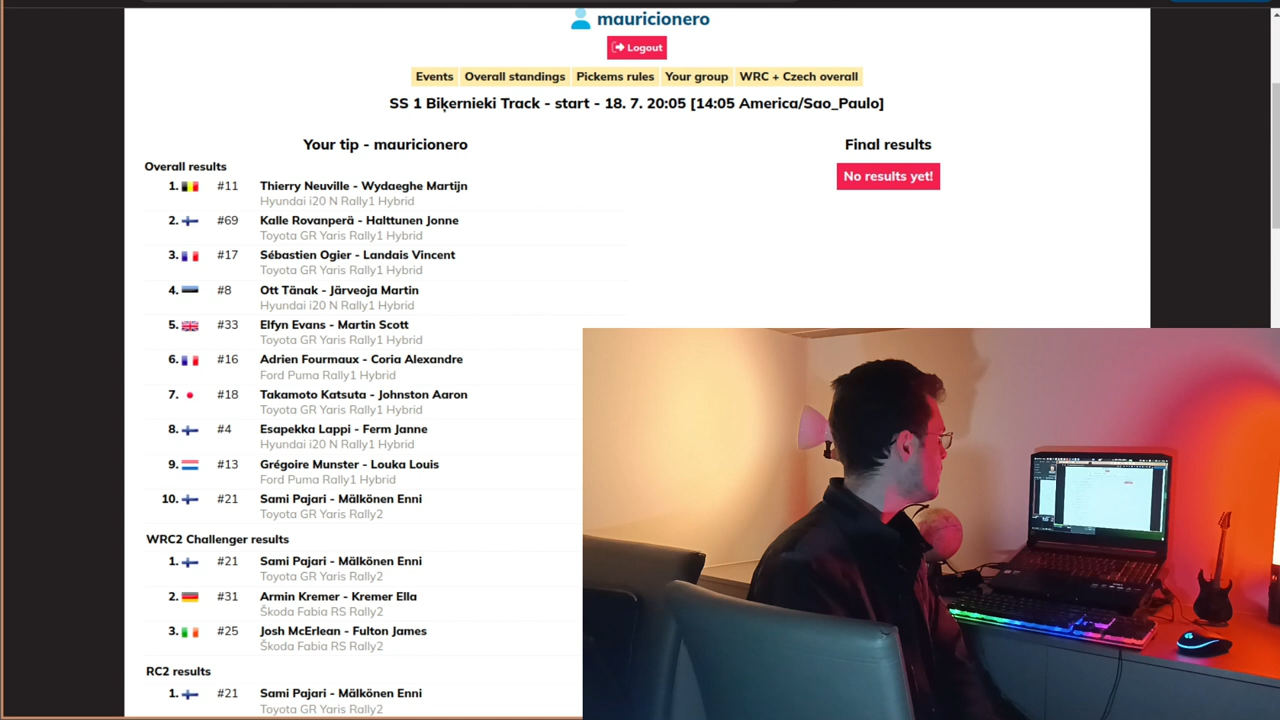 mauricionero
Logout
Events Overall standings Pickems rules Your group WRC + Czech overall
SS 1 Biķernieki Track - start - 18. 7. 20:05 [14:05 America/Sao_Paulo]
Your tip - mauricionero
Final results
No results yet!
Overall results
1. #11 Thierry Neuville - Wydaeghe Martijn
Hyundai i20 N Rally1 Hybrid
2. #69 Kalle Rovanperä - Halttunen Jonne
Toyota GR Yaris Rally1 Hybrid
3. #17 Sébastien Ogier - Landais Vincent
Toyota GR Yaris Rally1 Hybrid
4. #8 Ott Tänak - Järveoja Martin
Hyundai i20 N Rally1 Hybrid
5. #33 Elfyn Evans - Martin Scott
Toyota GR Yaris Rally1 Hybrid
6. #16 Adrien Fourmaux - Coria Alexandre
Ford Puma Rally1 Hybrid
7. #18 Takamoto Katsuta - Johnston Aaron
Toyota GR Yaris Rally1 Hybrid
8. #4 Esapekka Lappi - Ferm Janne
Hyundai i20 N Rally1 Hybrid
9. #13 Grégoire Munster - Louka Louis
Ford Puma Rally1 Hybrid
10. #21 Sami Pajari - Mälkönen Enni
Toyota GR Yaris Rally2
WRC2 Challenger results
1. #21 Sami Pajari - Mälkönen Enni
Toyota GR Yaris Rally2
2. #31 Armin Kremer - Kremer Ella
Škoda Fabia RS Rally2
3. #25 Josh McErlean - Fulton James
Škoda Fabia RS Rally2
RC2 results
1. #21 Sami Pajari - Mälkönen Enni
Toyota GR Yaris Rally2